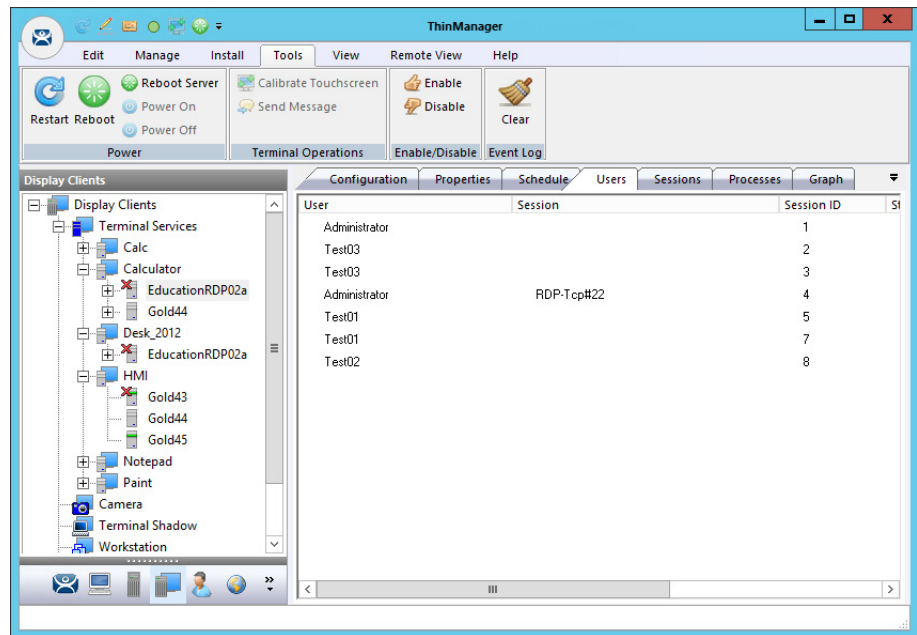 ThinManager
Edit Manage Install Tools View Remote View Help
Restart Reboot
Reboot Server
Power On
Power Off
Power
Calibrate Touchscreen
Send Message
Terminal Operations
Enable
Disable
Enable/Disable
Clear
Event Log
Display Clients
Display Clients
Terminal Services
Calc
Calculator
EducationRDP02a
Gold44
Desk_2012
EducationRDP02a
HMI
Gold43
Gold44
Gold45
Notepad
Paint
Camera
Terminal Shadow
Workstation
Configuration Properties Schedule Users Sessions Processes Graph
User Session Session ID
Administrator 1
Test03 2
Test03 3
Administrator RDP-Tcp#22 4
Test01 5
Test01 7
Test02 8